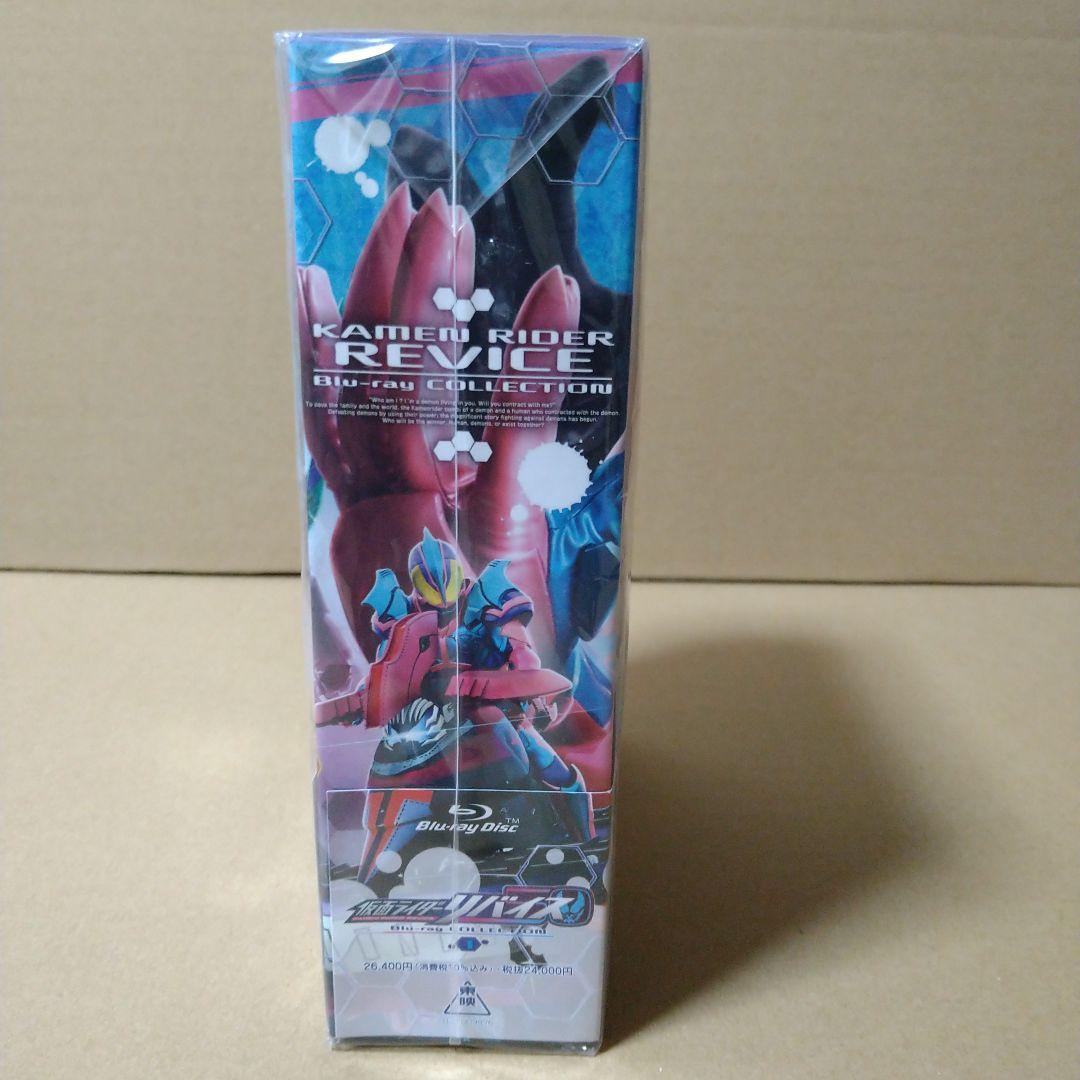 KAMEN RIDER
REVICE
Blu-ray COLLECTION
"Who am I? I'm a demon living in you. Will you contract with me?"
To save the family and the world, the Kamenrider combi of a demon and a human who contracted with the demon.
Defeating demons by using their power; the magnificent story fighting against demons has begun.
Who will be the winner, human, demons, or exist together?
Blu-ray Disc
TM
仮面ライダーリバイス
Blu-ray COLLECTION
1
26,400円(消費税10%込み)・税抜24,000円
東映